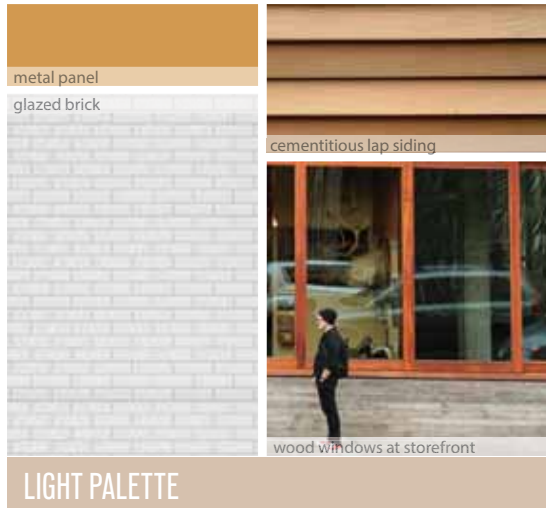 metal panel
glazed brick
cementitious lap siding
wood windows at storefront
LIGHT PALETTE